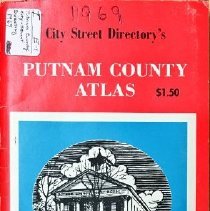 1969
City Street Directory's
PUTNAM COUNTY
ATLAS $1.50